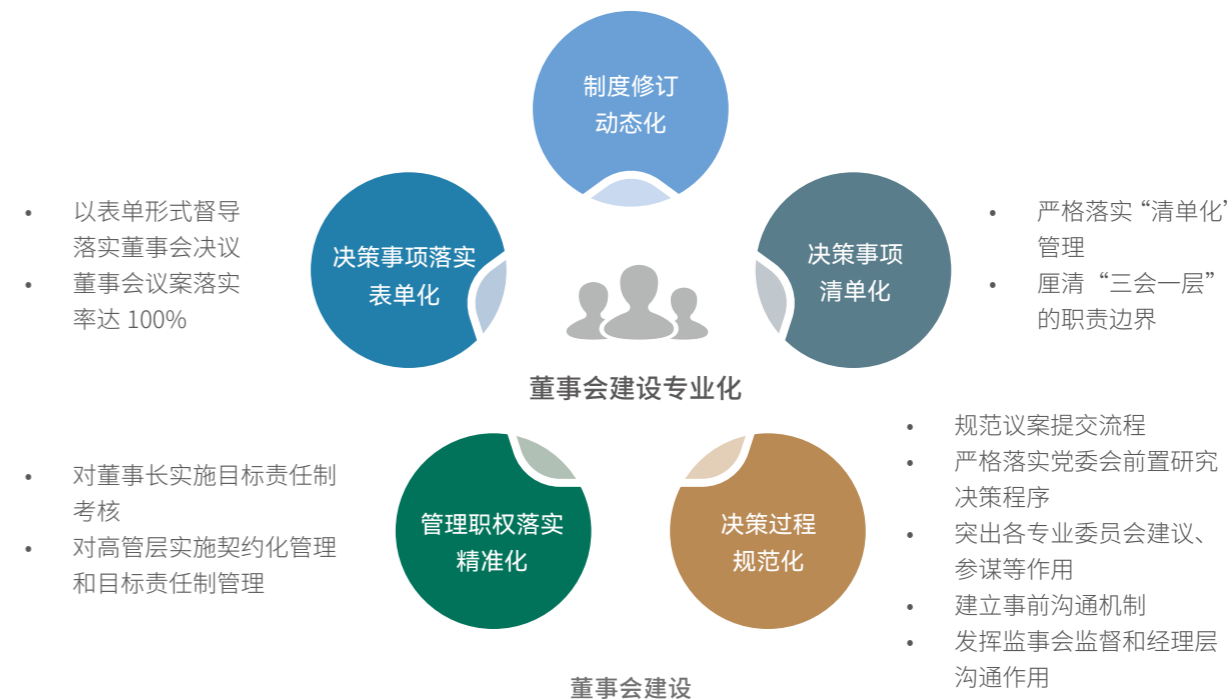 制度修订
动态化
• 以表单形式督导
落实董事会决议
• 董事会议案落实
率达 100%
决策事项落实
表单化
决策事项
清单化
• 严格落实“清单化”
管理
• 厘清“三会一层”
的职责边界
董事会建设专业化
• 对董事长实施目标责任制
考核
• 对高管层实施契约化管理
和目标责任制管理
管理职权落实
精准化
决策过程
规范化
• 规范议案提交流程
• 严格落实党委会前置研究
决策程序
• 突出各专业委员会建议、
参谋等作用
• 建立事前沟通机制
• 发挥监事会监督和经理层
沟通作用
董事会建设